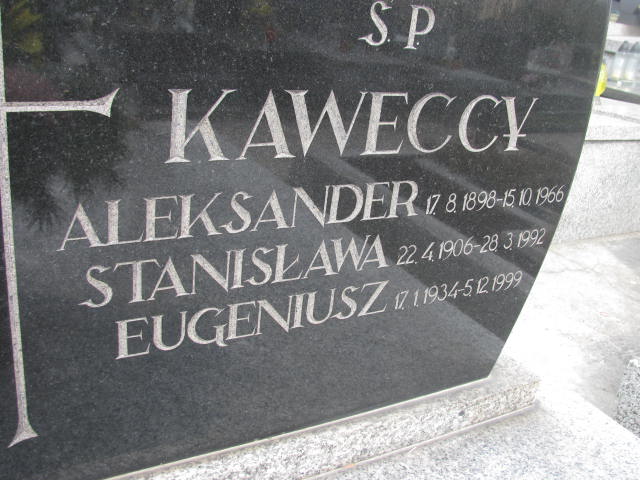 Ś.P.
KAWECCY
ALEKSANDER 17.8.1898-15.10.1966
STANISŁAWA 22.4.1906-28.3.1992
EUGENIUSZ 17.1.1934-5.12.1999